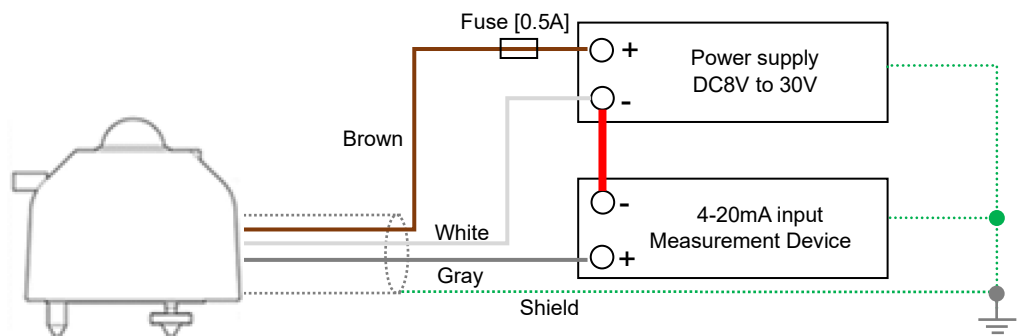 Fuse [0.5A]
+
Power supply
DC8V to 30V
-
Brown
-
4-20mA input
White
Measurement Device
+
Gray
Shield